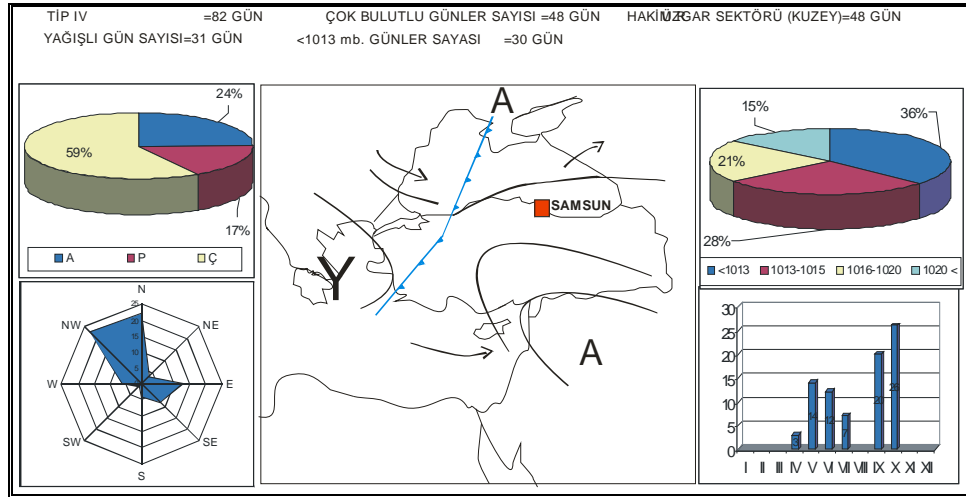 TİP IV =82 GÜN ÇOK BULUTLU GÜNLER SAYISI =48 GÜN HAKİM SEKTÖRÜ (KUZEY)=48 GÜN
YAĞIŞLI GÜN SAYISI=31 GÜN <1013 mb. GÜNLER SAYASI =30 GÜN
24%
59%
17%
A P Ç
A
SAMSUN
Y
A
15%
36%
21%
28%
<1013 1013-1015 1016-1020 1020 <
N
NE
E
SE
S
SW
W
NW
25
20
15
10
5
0
30
25
20
15
10
5
0
3 14 12 7 20 26
I II III IV V VI VII VIII IX X XI XII